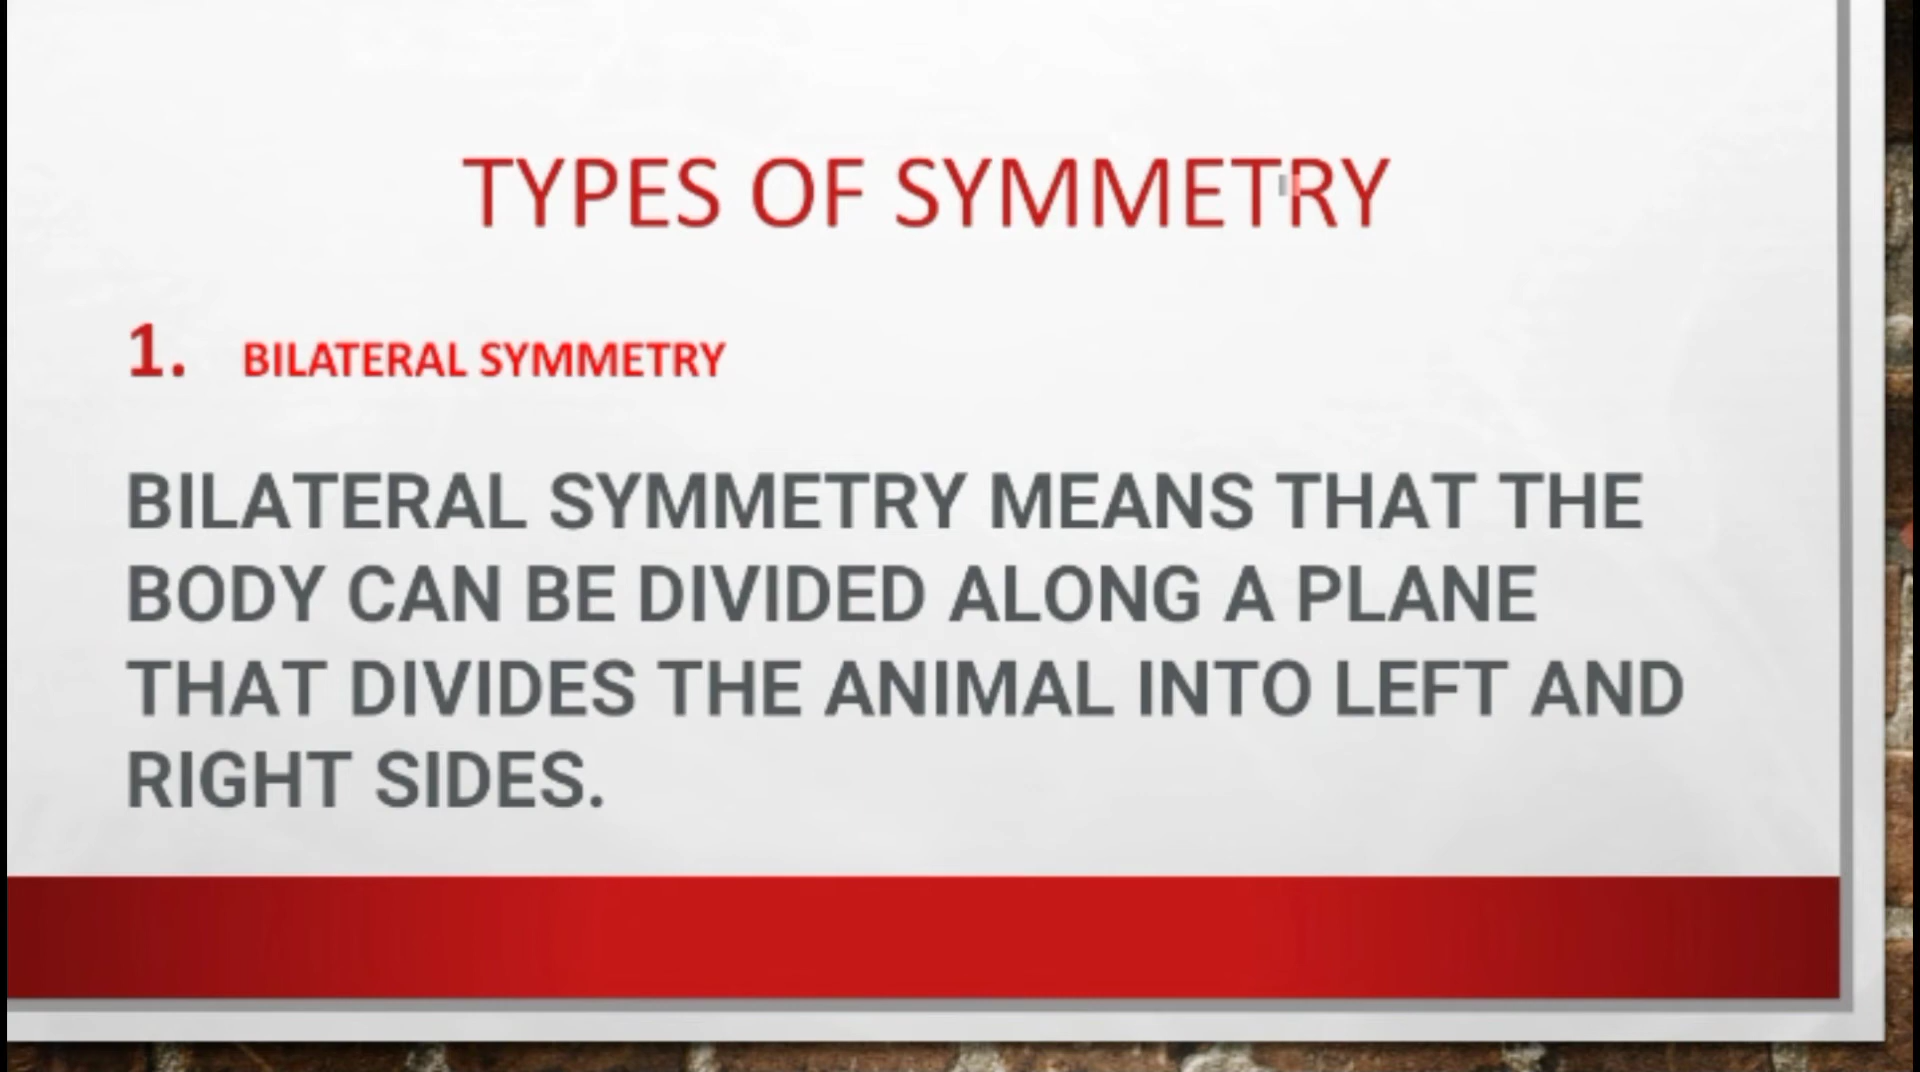 TYPES OF SYMMETRY
1. BILATERAL SYMMETRY
BILATERAL SYMMETRY MEANS THAT THE
BODY CAN BE DIVIDED ALONG A PLANE
THAT DIVIDES THE ANIMAL INTO LEFT AND
RIGHT SIDES.